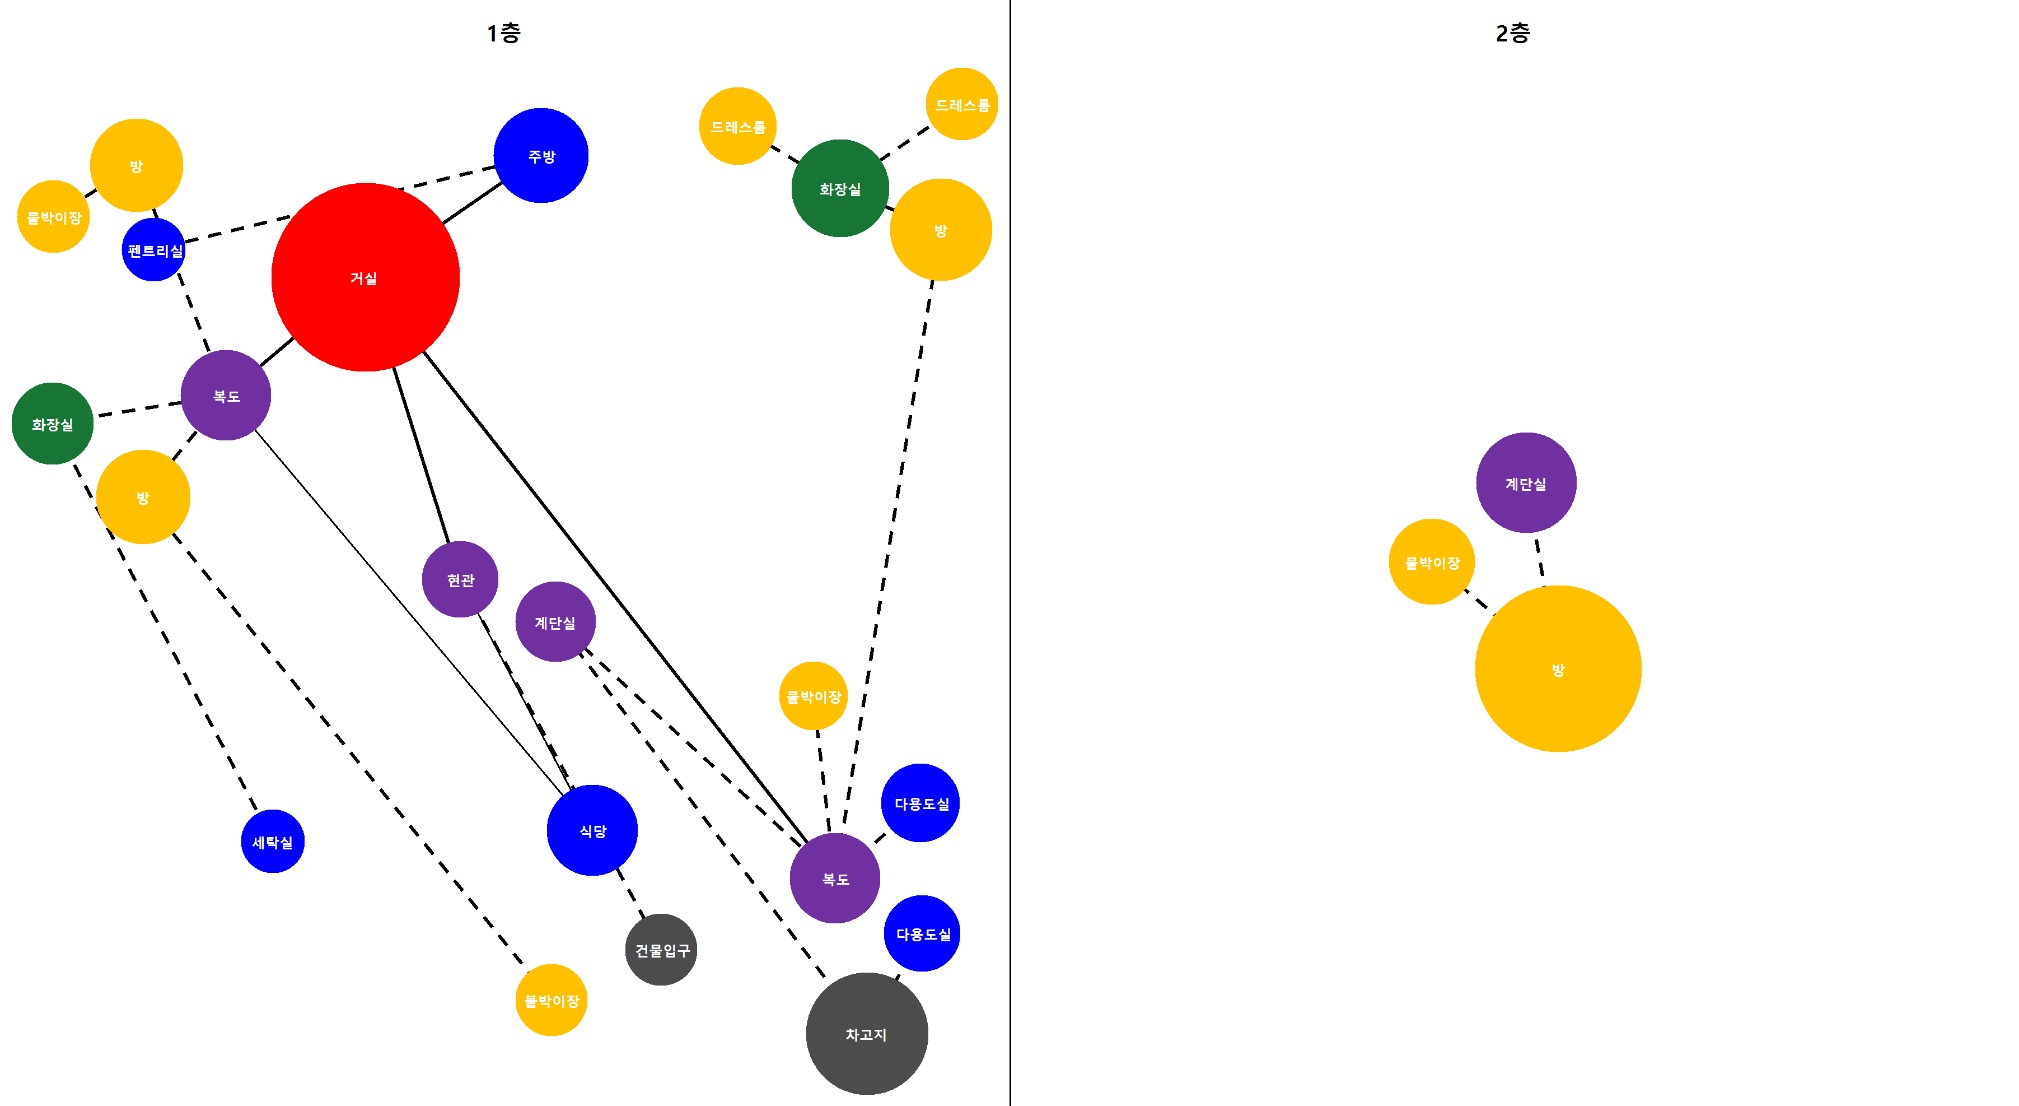 1층
2층
드레스룸
드레스룸
주방
방
화장실
붙박이장
방
펜트리실
거실
복도
화장실
계단실
방
붙박이장
현관
계단실
방
붙박이장
다용도실
식당
세탁실
복도
다용도실
건물입구
붙박이장
차고지